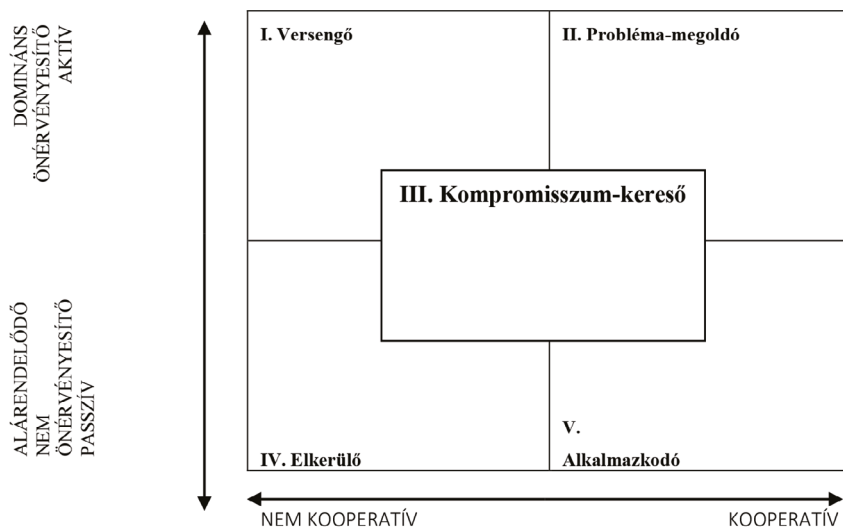 DOMINÁNS
ÖNÉRVÉNYESÍTŐ
AKTÍV
I. Versengő
II. Probléma-megoldó
III. Kompromisszum-kereső
ALÁRENDELŐDŐ
NEM
ÖNÉRVÉNYESÍTŐ
PASSZÍV
IV. Elkerülő
V.
Alkalmazkodó
NEM KOOPERATÍV
KOOPERATÍV